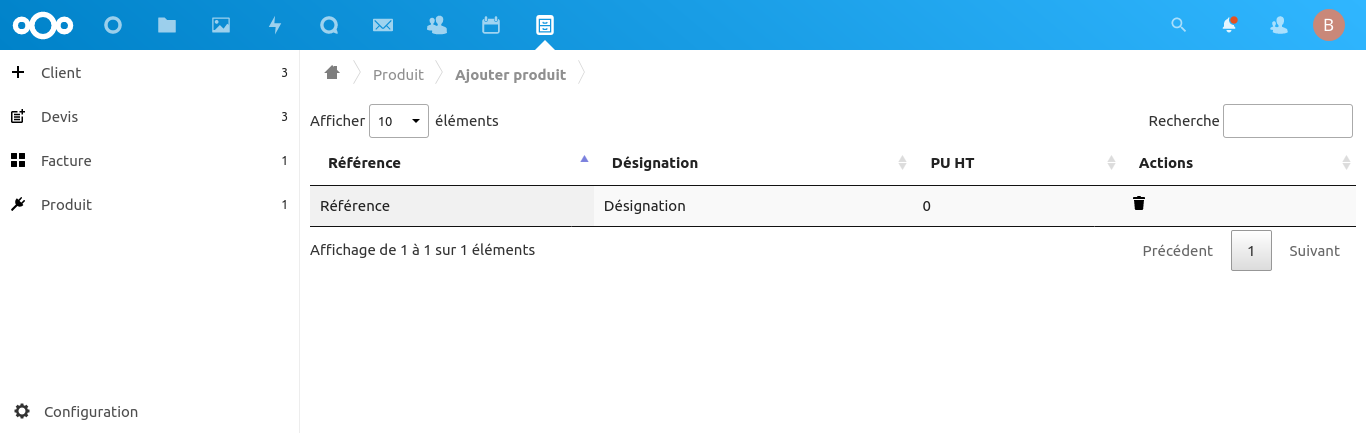 B
Client 3
Devis 3
Facture 1
Produit 1
Configuration
Produit Ajouter produit
Afficher 10 éléments Recherche
Référence Désignation PU HT Actions
Référence Désignation 0
Affichage de 1 à 1 sur 1 éléments Précédent 1 Suivant